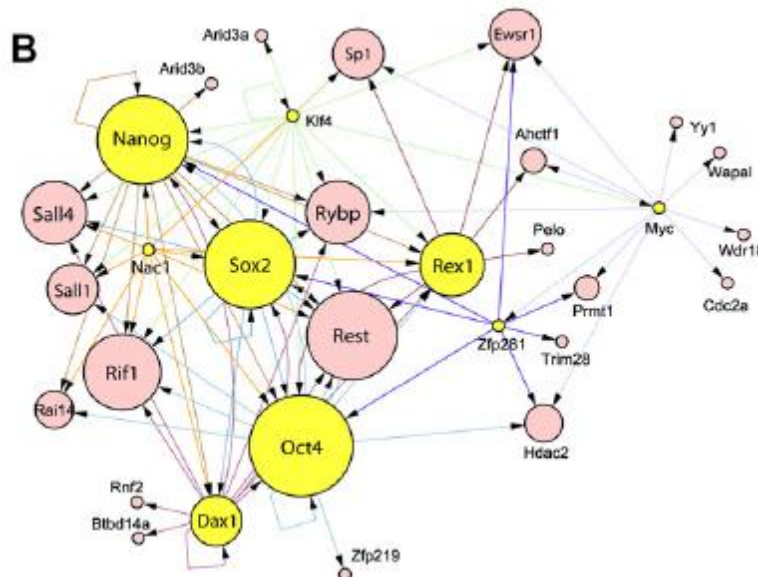 B
Arid3a
Sp1
Ewsr1
Arid3b
Klf4
Nanog
Ahctf1
Yy1
Wapal
Sall4
Rybp
Myc
Nac1
Sox2
Rex1
Pelo
Wdr18
Sall1
Cdc2a
Rest
Prmt1
Zfp281
Trim28
Rif1
Rai14
Oct4
Hdac2
Rnf2
Dax1
Btbd14a
Zfp219